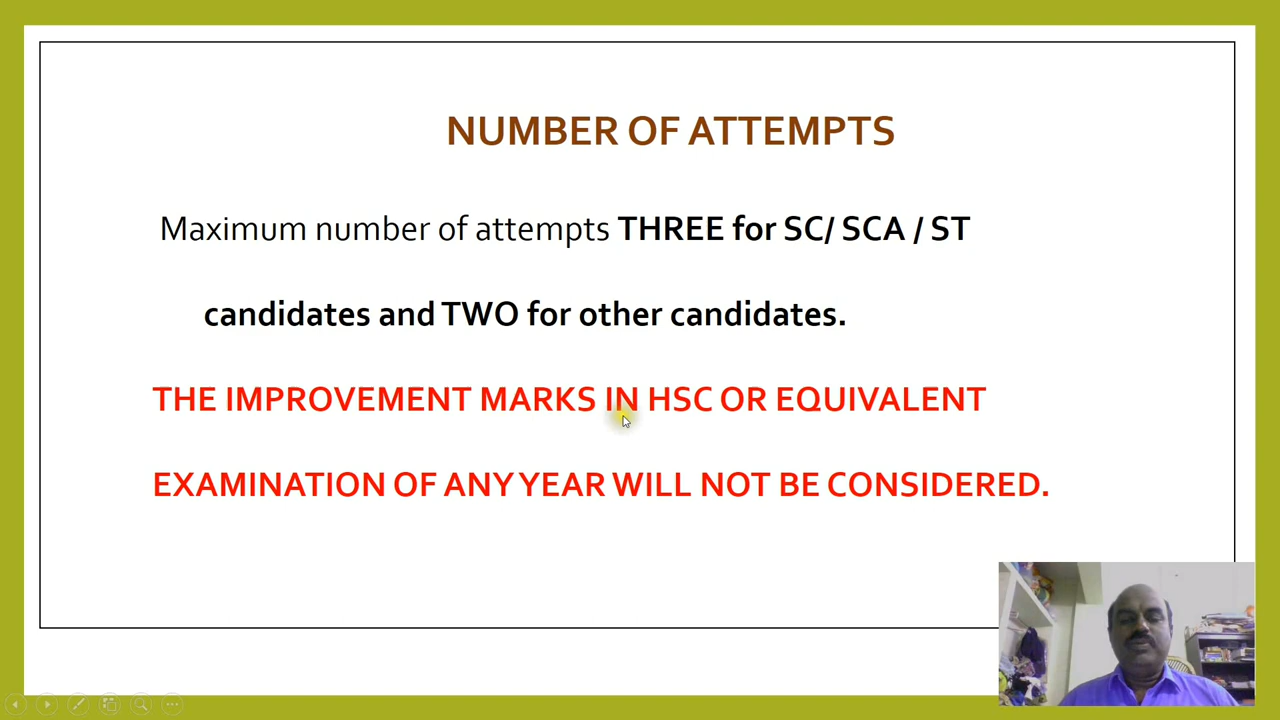 NUMBER OF ATTEMPTS
Maximum number of attempts THREE for SC/ SCA / ST
candidates and TWO for other candidates.
THE IMPROVEMENT MARKS IN HSC OR EQUIVALENT
EXAMINATION OF ANY YEAR WILL NOT BE CONSIDERED.